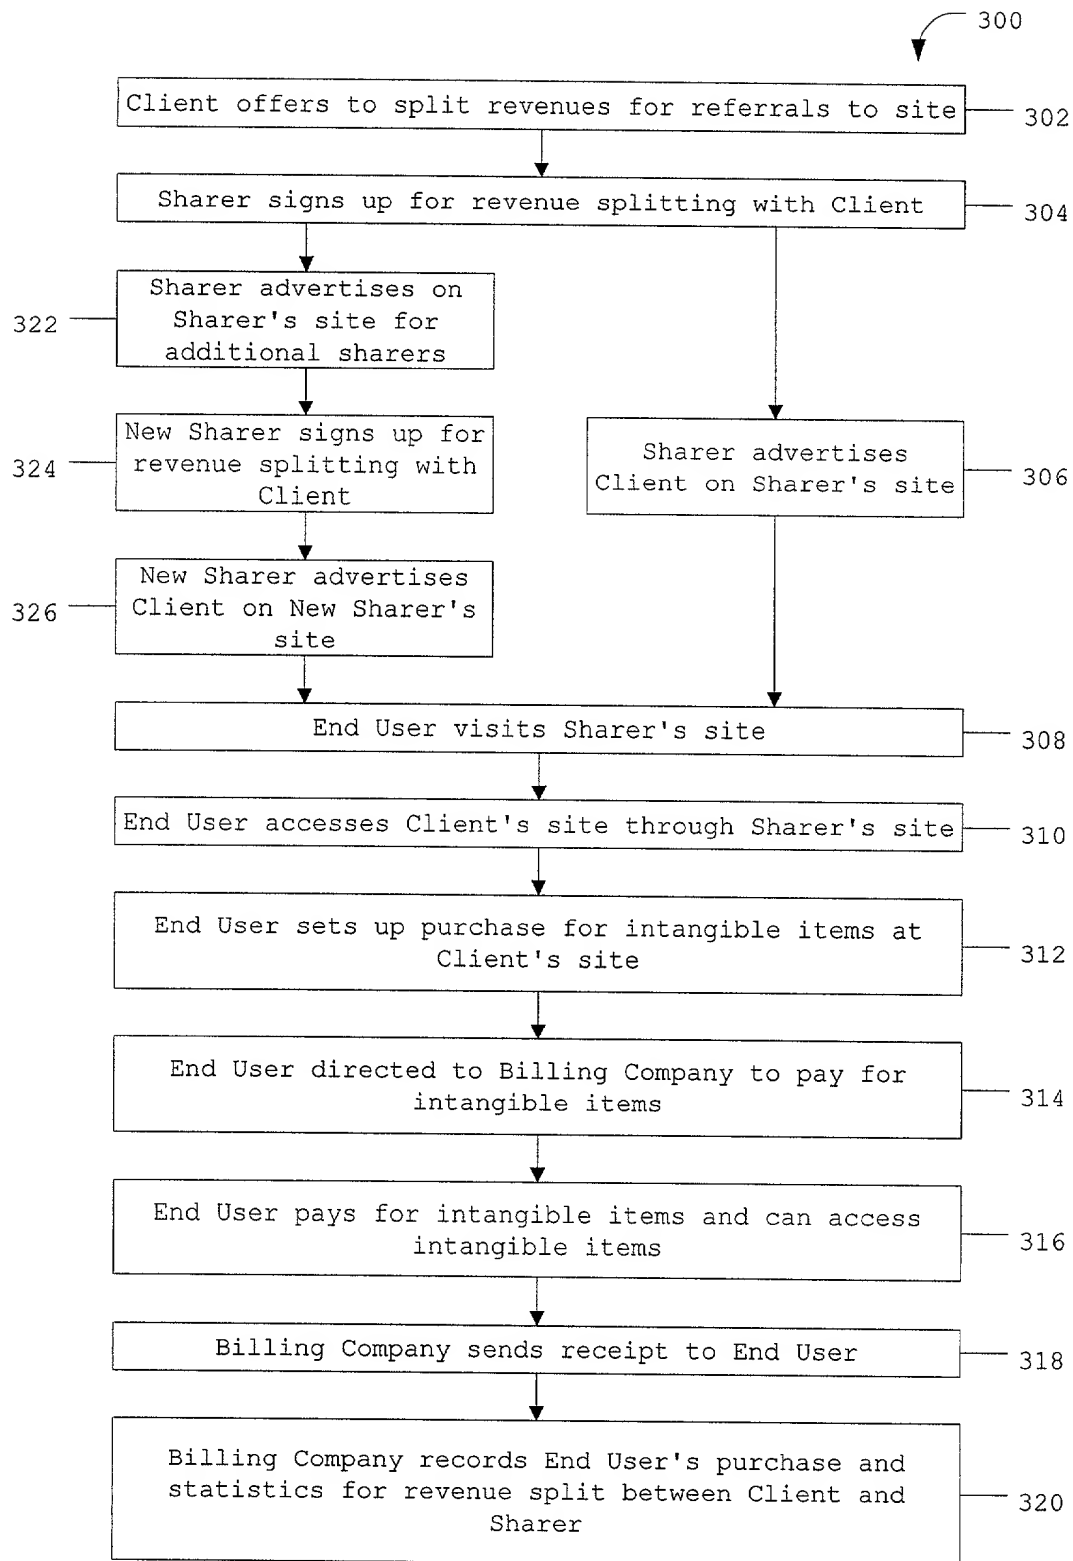 300
Client offers to split revenues for referrals to site
302
Sharer signs up for revenue splitting with Client
304
Sharer advertises on
Sharer's site for
additional sharers
322
New Sharer signs up for
revenue splitting with
Client
324
Sharer advertises
Client on Sharer's site
306
New Sharer advertises
Client on New Sharer's
site
326
End User visits Sharer's site
308
End User accesses Client's site through Sharer's site
310
End User sets up purchase for intangible items at
Client's site
312
End User directed to Billing Company to pay for
intangible items
314
End User pays for intangible items and can access
intangible items
316
Billing Company sends receipt to End User
318
Billing Company records End User's purchase and
statistics for revenue split between Client and
Sharer
320